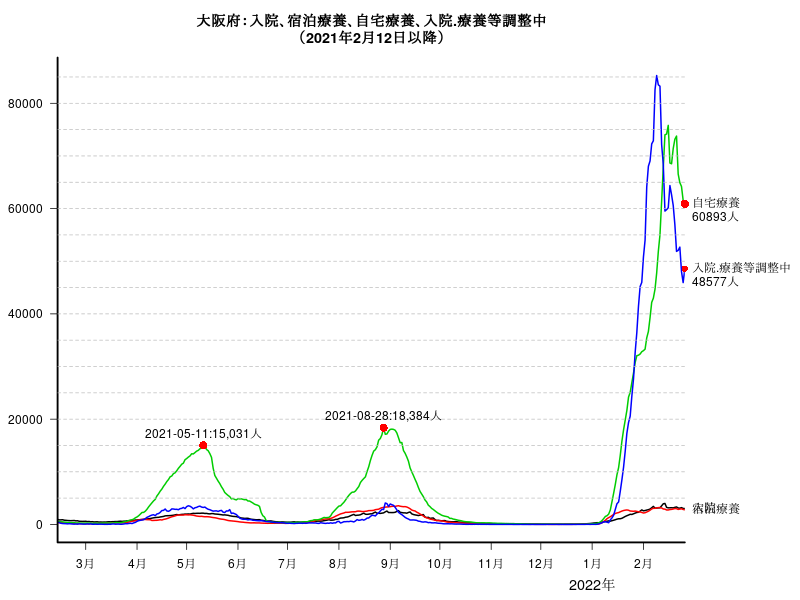 大阪府：入院、宿泊療養、自宅療養、入院.療養等調整中
（2021年2月12日以降）
80000
60000
40000
20000
0
自宅療養
60893人
入院.療養等調整中
48577人
2021-08-28:18,384人
2021-05-11:15,031人
療養
3月
4月
5月
6月
7月
8月
9月
10月
11月
12月
1月
2月
2022年